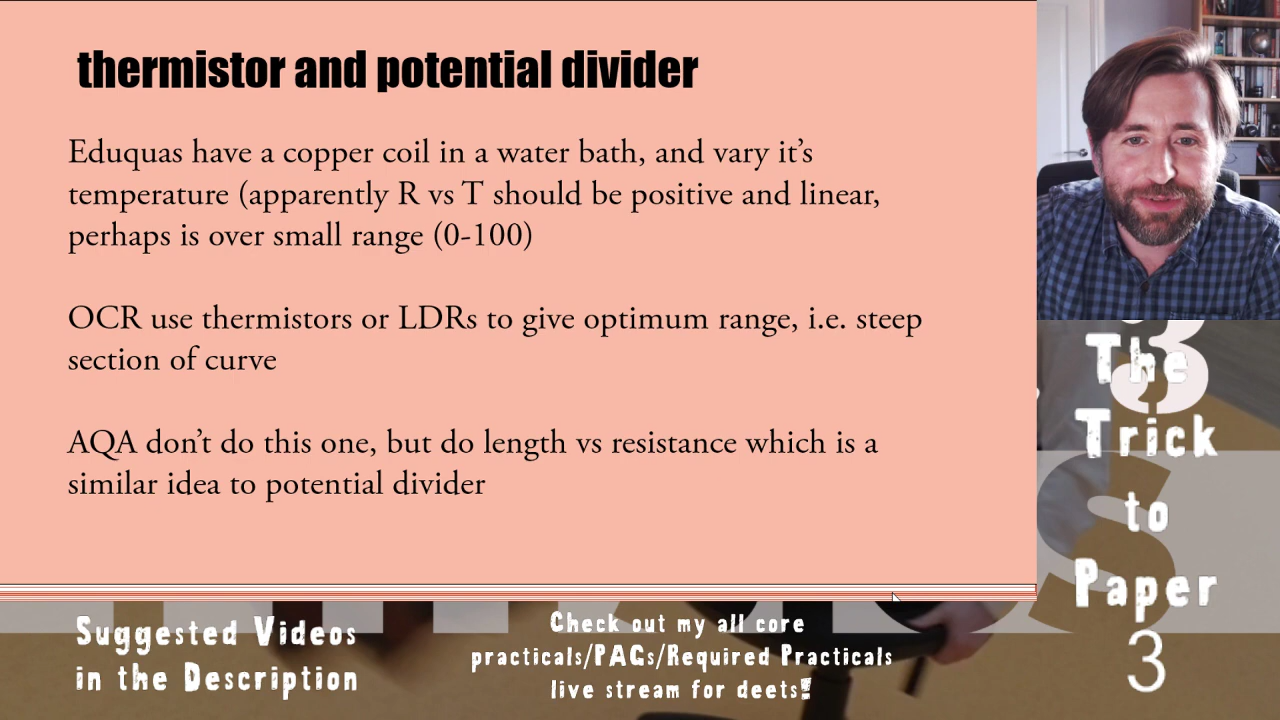 thermistor and potential divider
Eduquas have a copper coil in a water bath, and vary it's
temperature (apparently R vs T should be positive and linear,
perhaps is over small range (0-100)
OCR use thermistors or LDRs to give optimum range, i.e. steep
section of curve
AQA don't do this one, but do length vs resistance which is a
similar idea to potential divider
The
Trick
to
Paper
3
Suggested Videos
in the Description
Check out my all core
practicals/PAGs/Required Practicals
live stream for deets!